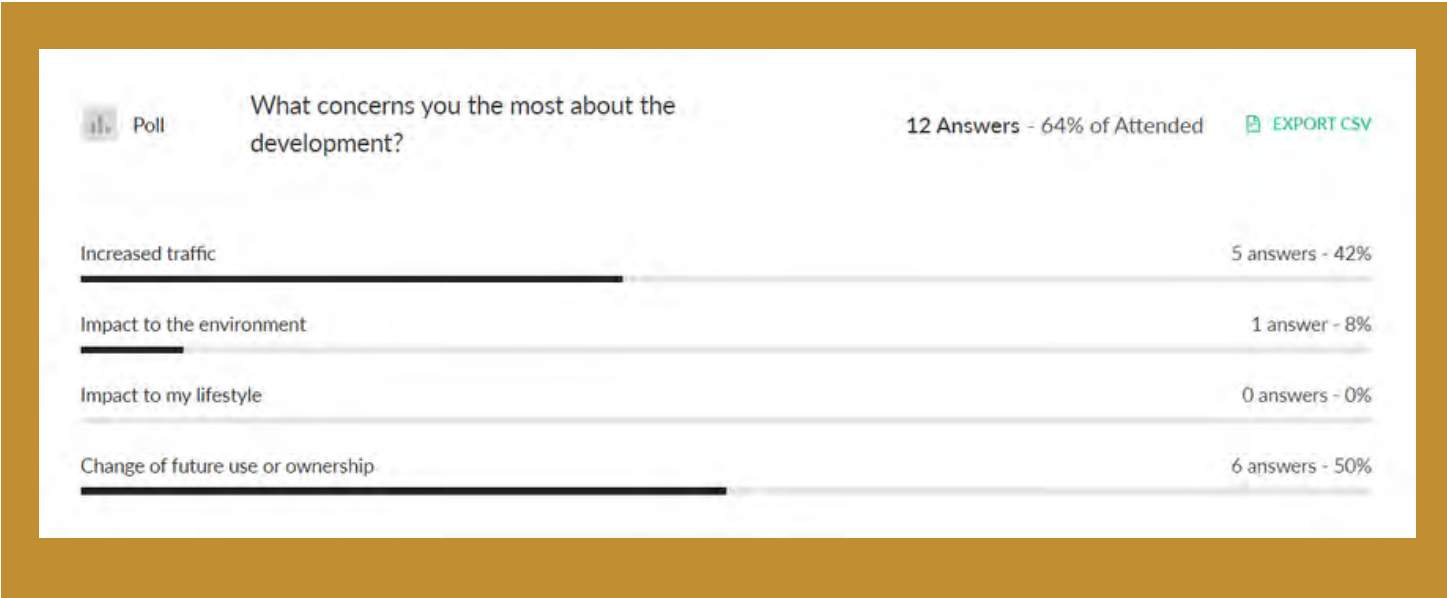 Poll
What concerns you the most about the
development?
12 Answers - 64% of Attended
EXPORT CSV
Increased traffic
5 answers - 42%
Impact to the environment
1 answer - 8%
Impact to my lifestyle
0 answers - 0%
Change of future use or ownership
6 answers - 50%